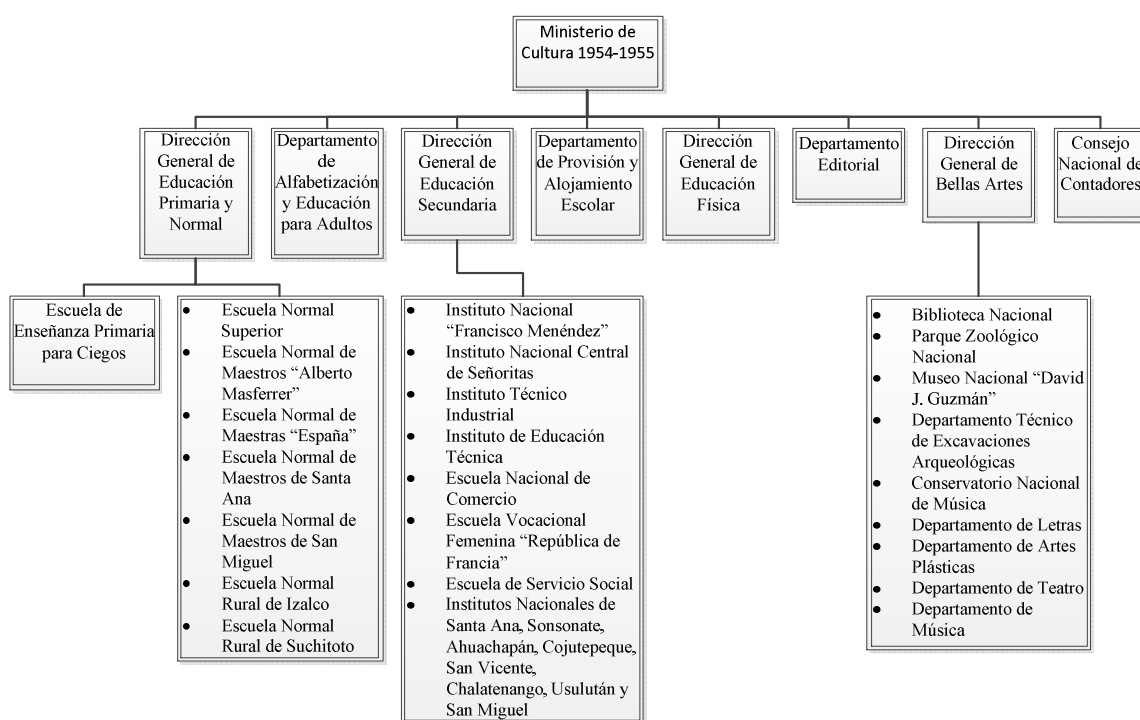 Ministerio de
Cultura 1954-1955
Dirección
General de
Educación
Primaria y
Normal
Departamento
de
Alfabetización
y Educación
para Adultos
Dirección
General de
Educación
Secundaria
Departamento
de Provisión y
Alojamiento
Escolar
Dirección
General de
Educación
Física
Departamento
Editorial
Dirección
General de
Bellas Artes
Consejo
Nacional de
Contadores
Escuela de
Enseñanza Primaria
para Ciegos
• Escuela Normal
Superior
• Escuela Normal de
Maestros “Alberto
Masferrer”
• Escuela Normal de
Maestras “España”
• Escuela Normal de
Maestros de Santa
Ana
• Escuela Normal de
Maestros de San
Miguel
• Escuela Normal
Rural de Izalco
• Escuela Normal
Rural de Suchitoto
• Instituto Nacional
“Francisco Menéndez”
• Instituto Nacional Central
de Señoritas
• Instituto Técnico
Industrial
• Instituto de Educación
Técnica
• Escuela Nacional de
Comercio
• Escuela Vocacional
Femenina “República de
Francia”
• Escuela de Servicio Social
• Institutos Nacionales de
Santa Ana, Sonsonate,
Ahuachapán, Cojutepeque,
San Vicente,
Chalatenango, Usulután y
San Miguel
• Biblioteca Nacional
• Parque Zoológico
Nacional
• Museo Nacional “David
J. Guzmán”
• Departamento Técnico
de Excavaciones
Arqueológicas
• Conservatorio Nacional
de Música
• Departamento de Letras
• Departamento de Artes
Plásticas
• Departamento de Teatro
• Departamento de
Música